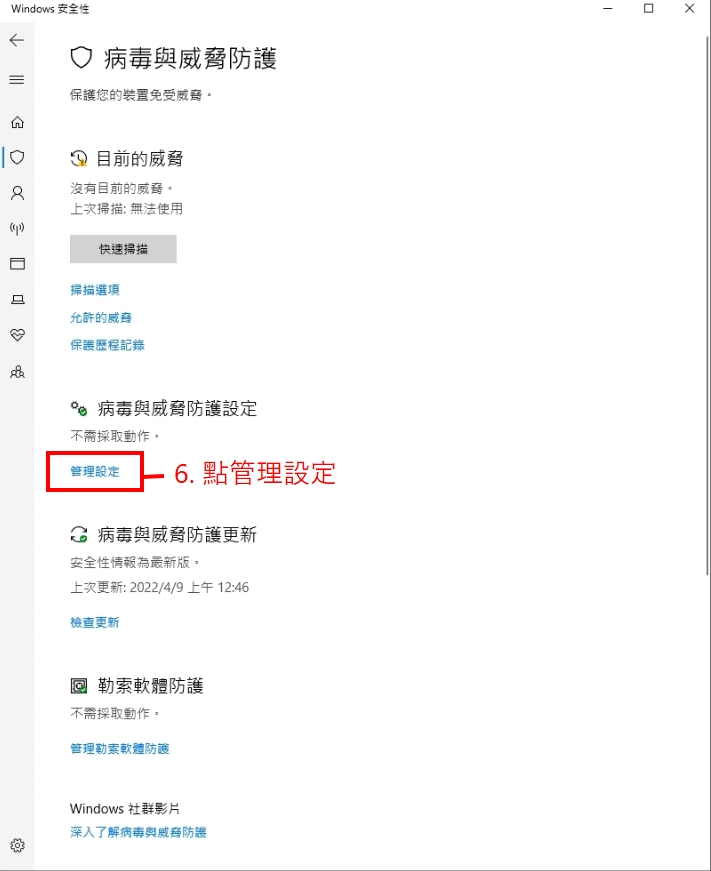 Windows 安全性
病毒與威脅防護
保護您的裝置免受威脅。
目前的威脅
沒有目前的威脅。
上次掃描: 無法使用
快速掃描
掃描選項
允許的威脅
保護歷程記錄
病毒與威脅防護設定
不需採取動作。
管理設定
6. 點管理設定
病毒與威脅防護更新
安全性情報為最新版。
上次更新: 2022/4/9 上午 12:46
檢查更新
勒索軟體防護
不需採取動作。
管理勒索軟體防護
Windows 社群影片
深入了解病毒與威脅防護